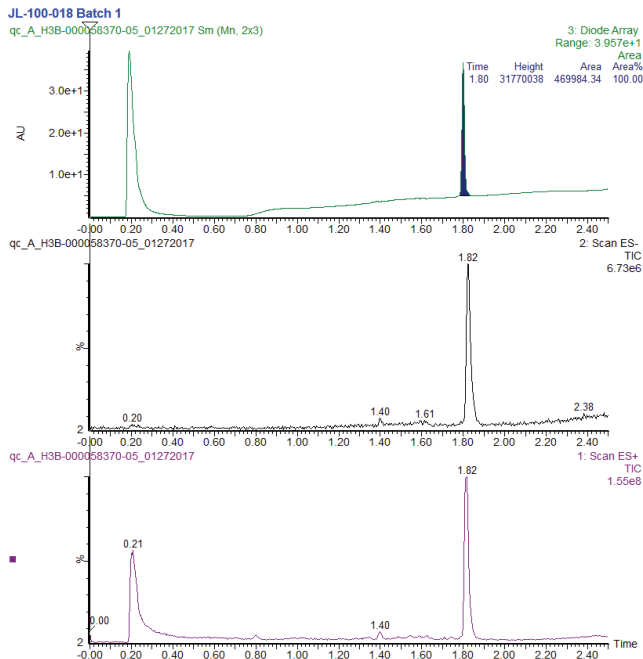 JL-100-018 Batch 1
qc_A_H3B-000058370-05_01272017 Sm (Mn, 2x3)
3: Diode Array
Range: 3.957e+1
Area
Time Height Area Area%
1.80 31770038 469984.34 100.00
AU
3.0e+1
2.0e+1
1.0e+1
-0.00 0.20 0.40 0.60 0.80 1.00 1.20 1.40 1.60 1.80 2.00 2.20 2.40
qc_A_H3B-000058370-05_01272017
2: Scan ES-
TIC
6.73e6
1.82
%
0.20
1.40
1.61
2.38
2
-0.00 0.20 0.40 0.60 0.80 1.00 1.20 1.40 1.60 1.80 2.00 2.20 2.40
qc_A_H3B-000058370-05_01272017
1: Scan ES+
TIC
1.55e8
1.82
0.21
%
0.00
1.40
2
Time
-0.00 0.20 0.40 0.60 0.80 1.00 1.20 1.40 1.60 1.80 2.00 2.20 2.40